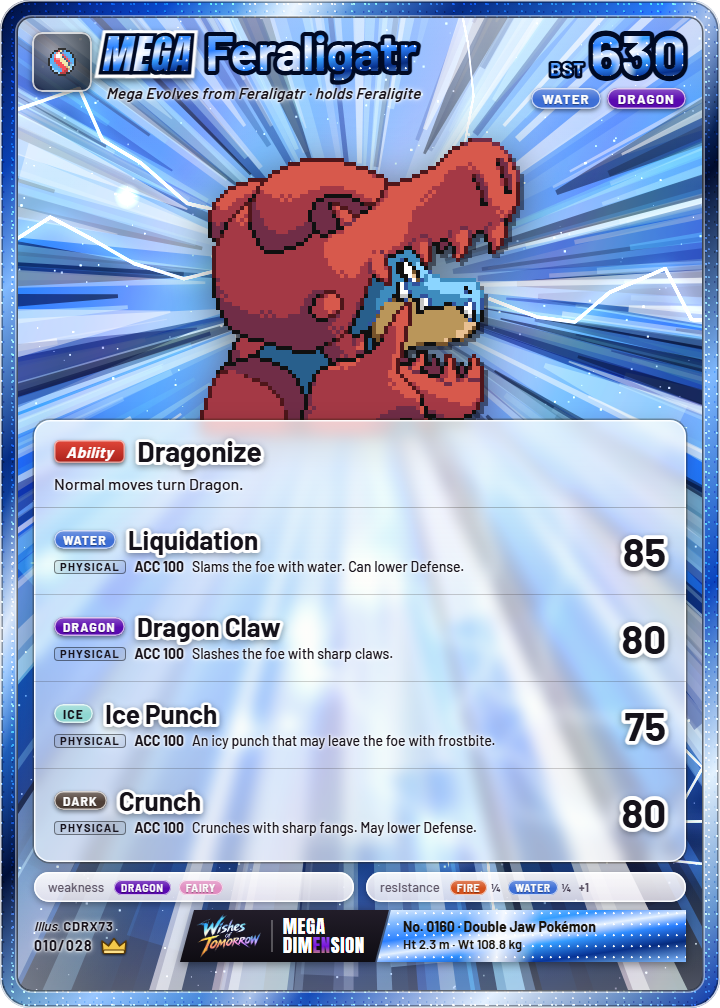 MEGA Feraligatr
BST 630
Mega Evolves from Feraligatr · holds Feraligite
WATER DRAGON
Ability Dragonize
Normal moves turn Dragon.
WATER Liquidation
85
PHYSICAL ACC 100 Slams the foe with water. Can lower Defense.
DRAGON Dragon Claw
80
PHYSICAL ACC 100 Slashes the foe with sharp claws.
ICE Ice Punch
75
PHYSICAL ACC 100 An icy punch that may leave the foe with frostbite.
DARK Crunch
80
PHYSICAL ACC 100 Crunches with sharp fangs. May lower Defense.
weakness DRAGON FAIRY
resistance FIRE ¼ WATER ¼ +1
Illus. CDRX73
010/028
Wishes of Tomorrow
MEGA DIMENSION
No. 0160 · Double Jaw Pokémon
Ht 2.3 m · Wt 108.8 kg